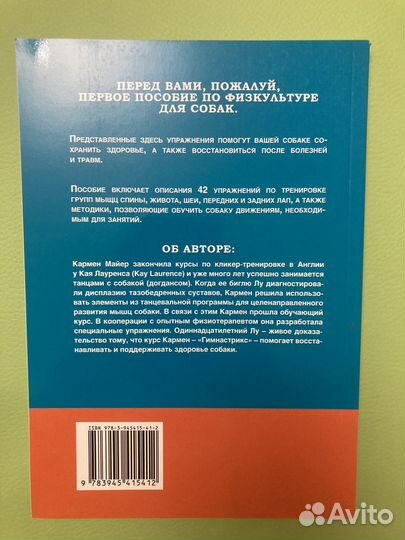 ПЕРЕД ВАМИ, ПОЖАЛУЙ,
ПЕРВОЕ ПОСОБИЕ ПО ФИЗКУЛЬТУРЕ
ДЛЯ СОБАК.
ПРЕДСТАВЛЕННЫЕ ЗДЕСЬ УПРАЖНЕНИЯ ПОМОГУТ ВАШЕЙ СОБАКЕ СО-
ХРАНИТЬ ЗДОРОВЬЕ, А ТАКЖЕ ВОССТАНОВИТЬСЯ ПОСЛЕ БОЛЕЗНЕЙ
И ТРАВМ.
ПОСОБИЕ ВКЛЮЧАЕТ ОПИСАНИЯ 42 УПРАЖНЕНИЙ ПО ТРЕНИРОВКЕ
ГРУПП МЫЩЦ СПИНЫ, ЖИВОТА, ШЕИ, ПЕРЕДНИХ И ЗАДНИХ ЛАП, А ТАКЖЕ
МЕТОДИКИ, ПОЗВОЛЯЮЩИЕ ОБУЧИТЬ СОБАКУ ДВИЖЕНИЯМ, НЕОБХОДИ-
МЫМ ДЛЯ ЗАНЯТИЙ.
ОБ АВТОРЕ:
Кармен Майер закончила курсы по кликер-тренировке в Англии
у Кая Лауренса (Kay Laurence) и уже много лет успешно занимается
танцами с собакой (догдансом). Когда ее биглю Лу диагностирова-
ли дисплазию тазобедренных суставов, Кармен решила использо-
вать элементы из танцевальной программы для целенаправленного
развития мышц собаки. В связи с этим Кармен прошла обучающий
курс. В кооперации с опытным физиотерапевтом она разработала
специальные упражнения. Одиннадцатилетний Лу – живое дока-
зательство тому, что курс Кармен – «Гимнастрикс» – помогает восста-
навливать и поддерживать здоровье собаки.
ISBN 978-3-945415-41-2
9 783945 415412
Avito